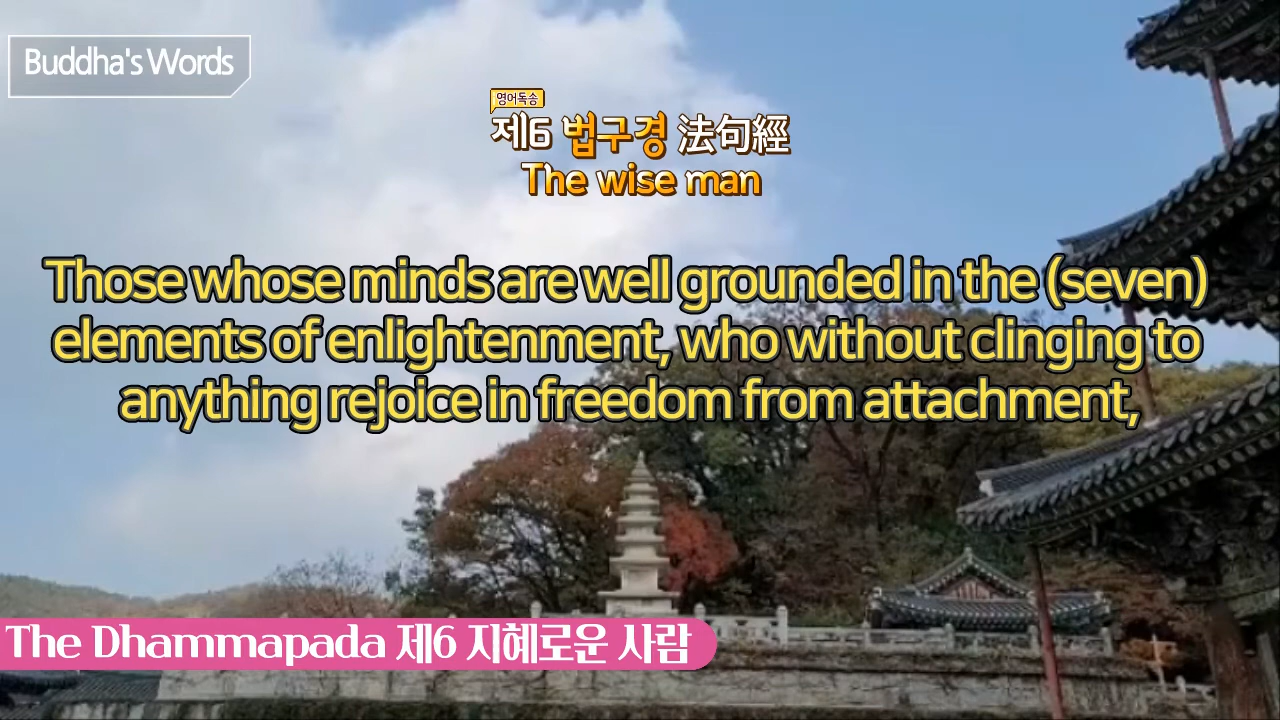 Buddha's Words
영어독송
제6 법구경 法句經
The wise man
Those whose minds are well grounded in the (seven)
elements of enlightenment, who without clinging to
anything rejoice in freedom from attachment,
The Dhammapada 제6 지혜로운 사람